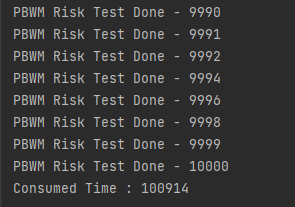 PBWM Risk Test Done - 9990
PBWM Risk Test Done - 9991
PBWM Risk Test Done - 9992
PBWM Risk Test Done - 9994
PBWM Risk Test Done - 9996
PBWM Risk Test Done - 9998
PBWM Risk Test Done - 9999
PBWM Risk Test Done - 10000
Consumed Time : 100914